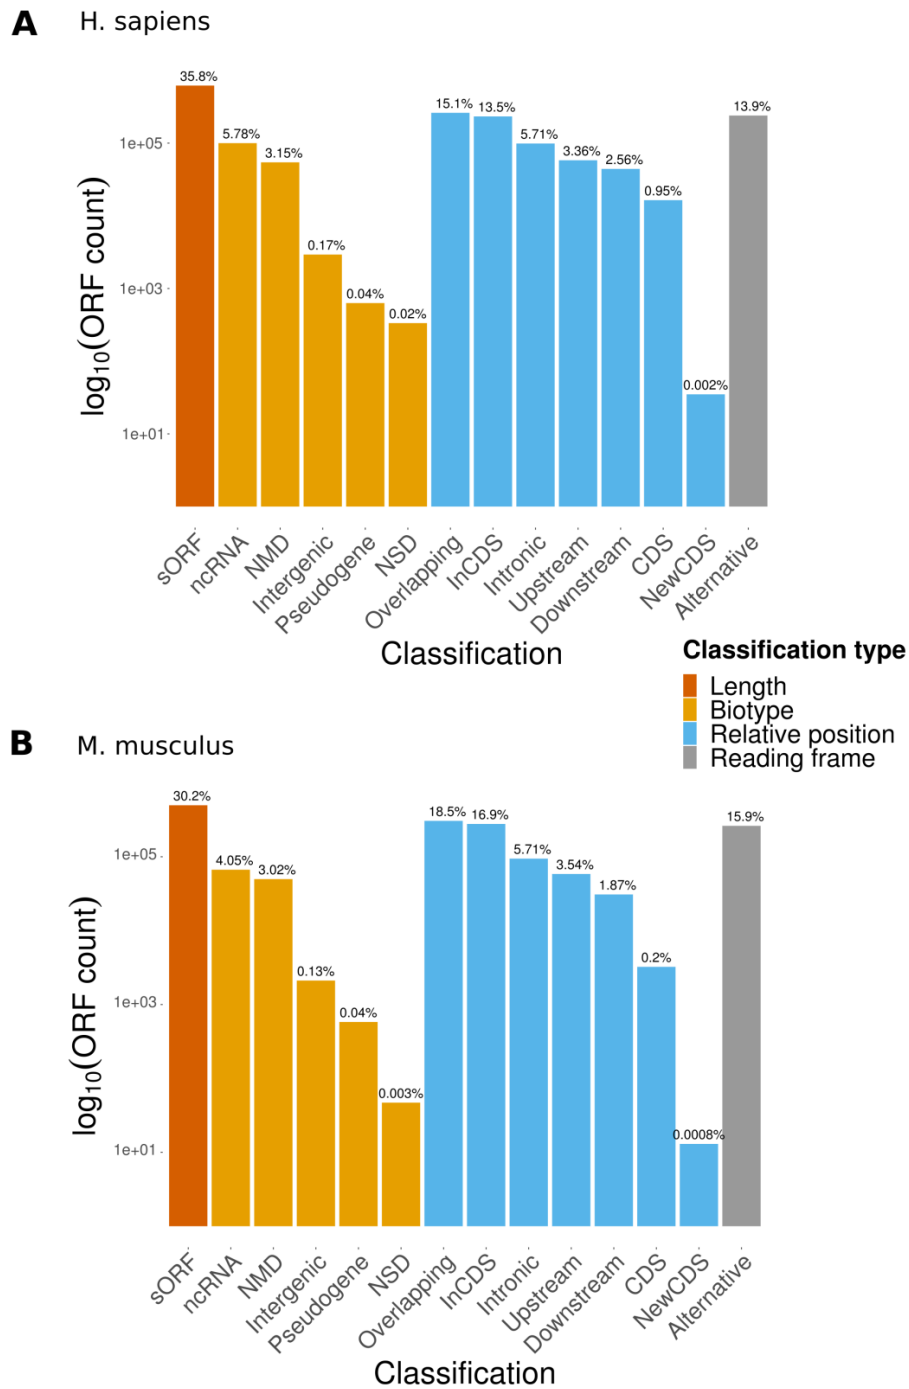 A H. sapiens
35.8%
5.78%
3.15%
0.17%
0.04%
0.02%
15.1%
13.5%
5.71%
3.36%
2.56%
0.95%
0.002%
13.9%
1e+05
1e+03
1e+01
log10(ORF count)
sORF
ncRNA
NMD
Intergenic
Pseudogene
NSD
Overlapping
InCDS
Intronic
Upstream
Downstream
CDS
NewCDS
Alternative
Classification
Classification type
Length
Biotype
Relative position
Reading frame
B M. musculus
30.2%
4.05%
3.02%
0.13%
0.04%
0.003%
18.5%
16.9%
5.71%
3.54%
1.87%
0.2%
0.0008%
15.9%
1e+05
1e+03
1e+01
log10(ORF count)
sORF
ncRNA
NMD
Intergenic
Pseudogene
NSD
Overlapping
InCDS
Intronic
Upstream
Downstream
CDS
NewCDS
Alternative
Classification